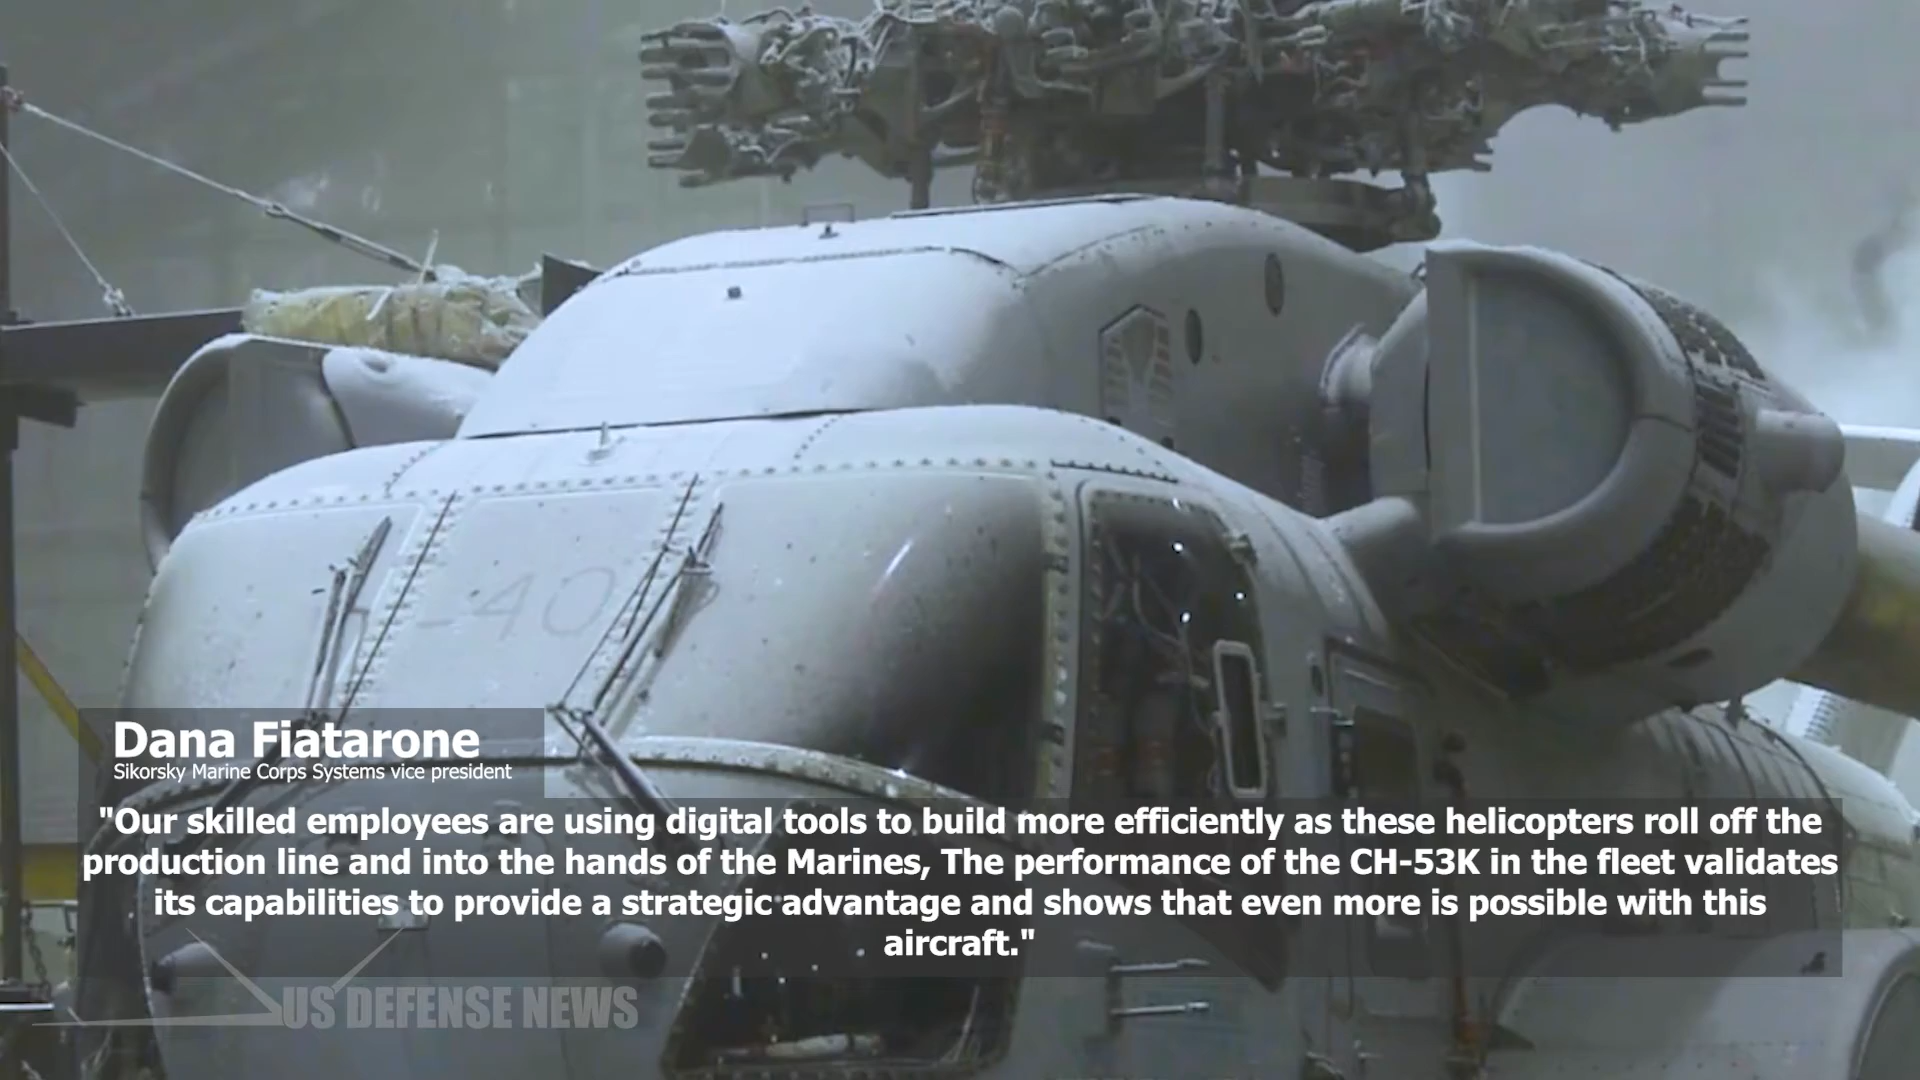 -40
Dana Fiatarone
Sikorsky Marine Corps Systems vice president
"Our skilled employees are using digital tools to build more efficiently as these helicopters roll off the
production line and into the hands of the Marines, The performance of the CH-53K in the fleet validates
its capabilities to provide a strategic advantage and shows that even more is possible with this
aircraft."
US DEFENSE NEWS